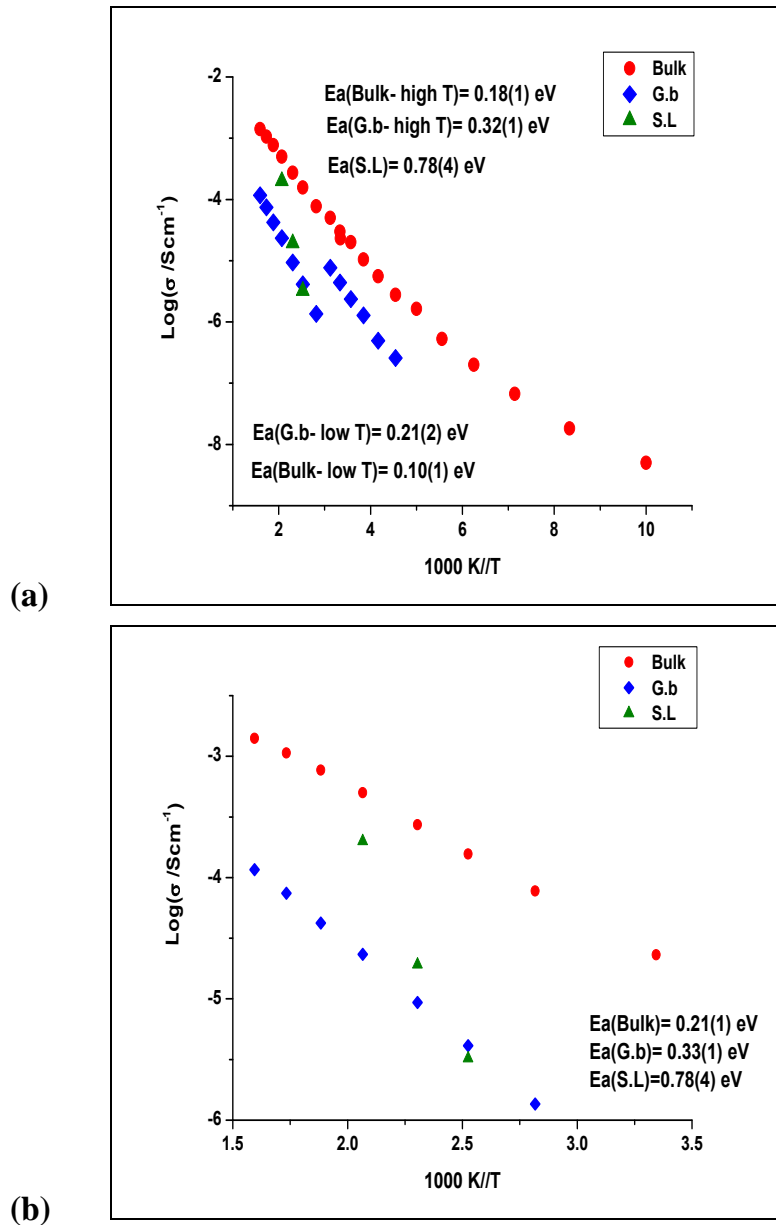 Bulk
G.b
S.L
Ea(Bulk- high T)= 0.18(1) eV
Ea(G.b- high T)= 0.32(1) eV
Ea(S.L)= 0.78(4) eV
-2
-4
-6
-8
Log(σ /Scm⁻¹)
Ea(G.b- low T)= 0.21(2) eV
Ea(Bulk- low T)= 0.10(1) eV
2 4 6 8 10
1000 K//T
(a)
Bulk
G.b
S.L
-3
-4
-5
-6
Log(σ /Scm⁻¹)
Ea(Bulk)= 0.21(1) eV
Ea(G.b)= 0.33(1) eV
Ea(S.L)=0.78(4) eV
1.5 2.0 2.5 3.0 3.5
1000 K//T
(b)